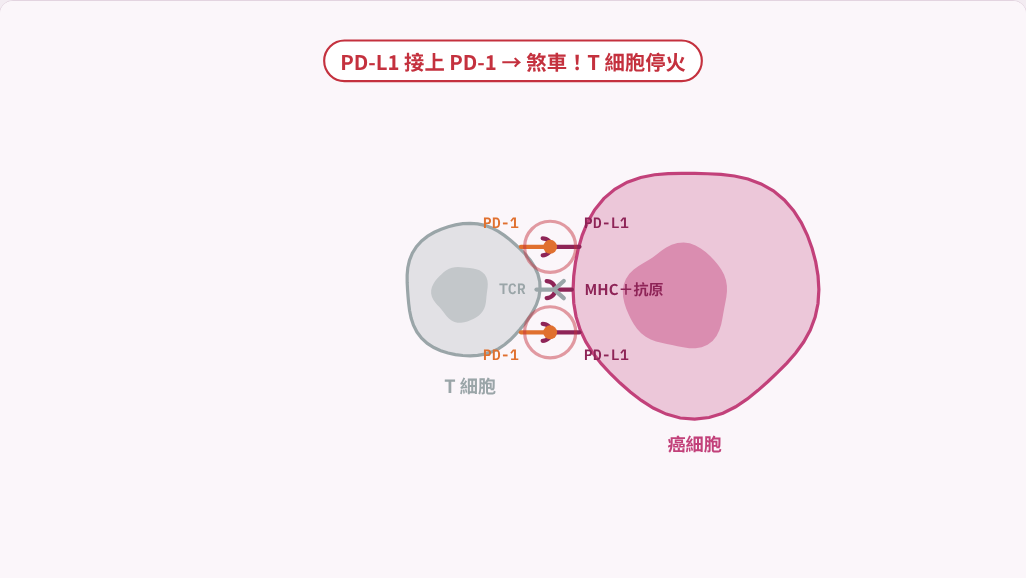 PD-L1 接上 PD-1 → 煞車！T 細胞停火
PD-1
PD-L1
TCR
MHC＋抗原
PD-1
PD-L1
T 細胞
癌細胞